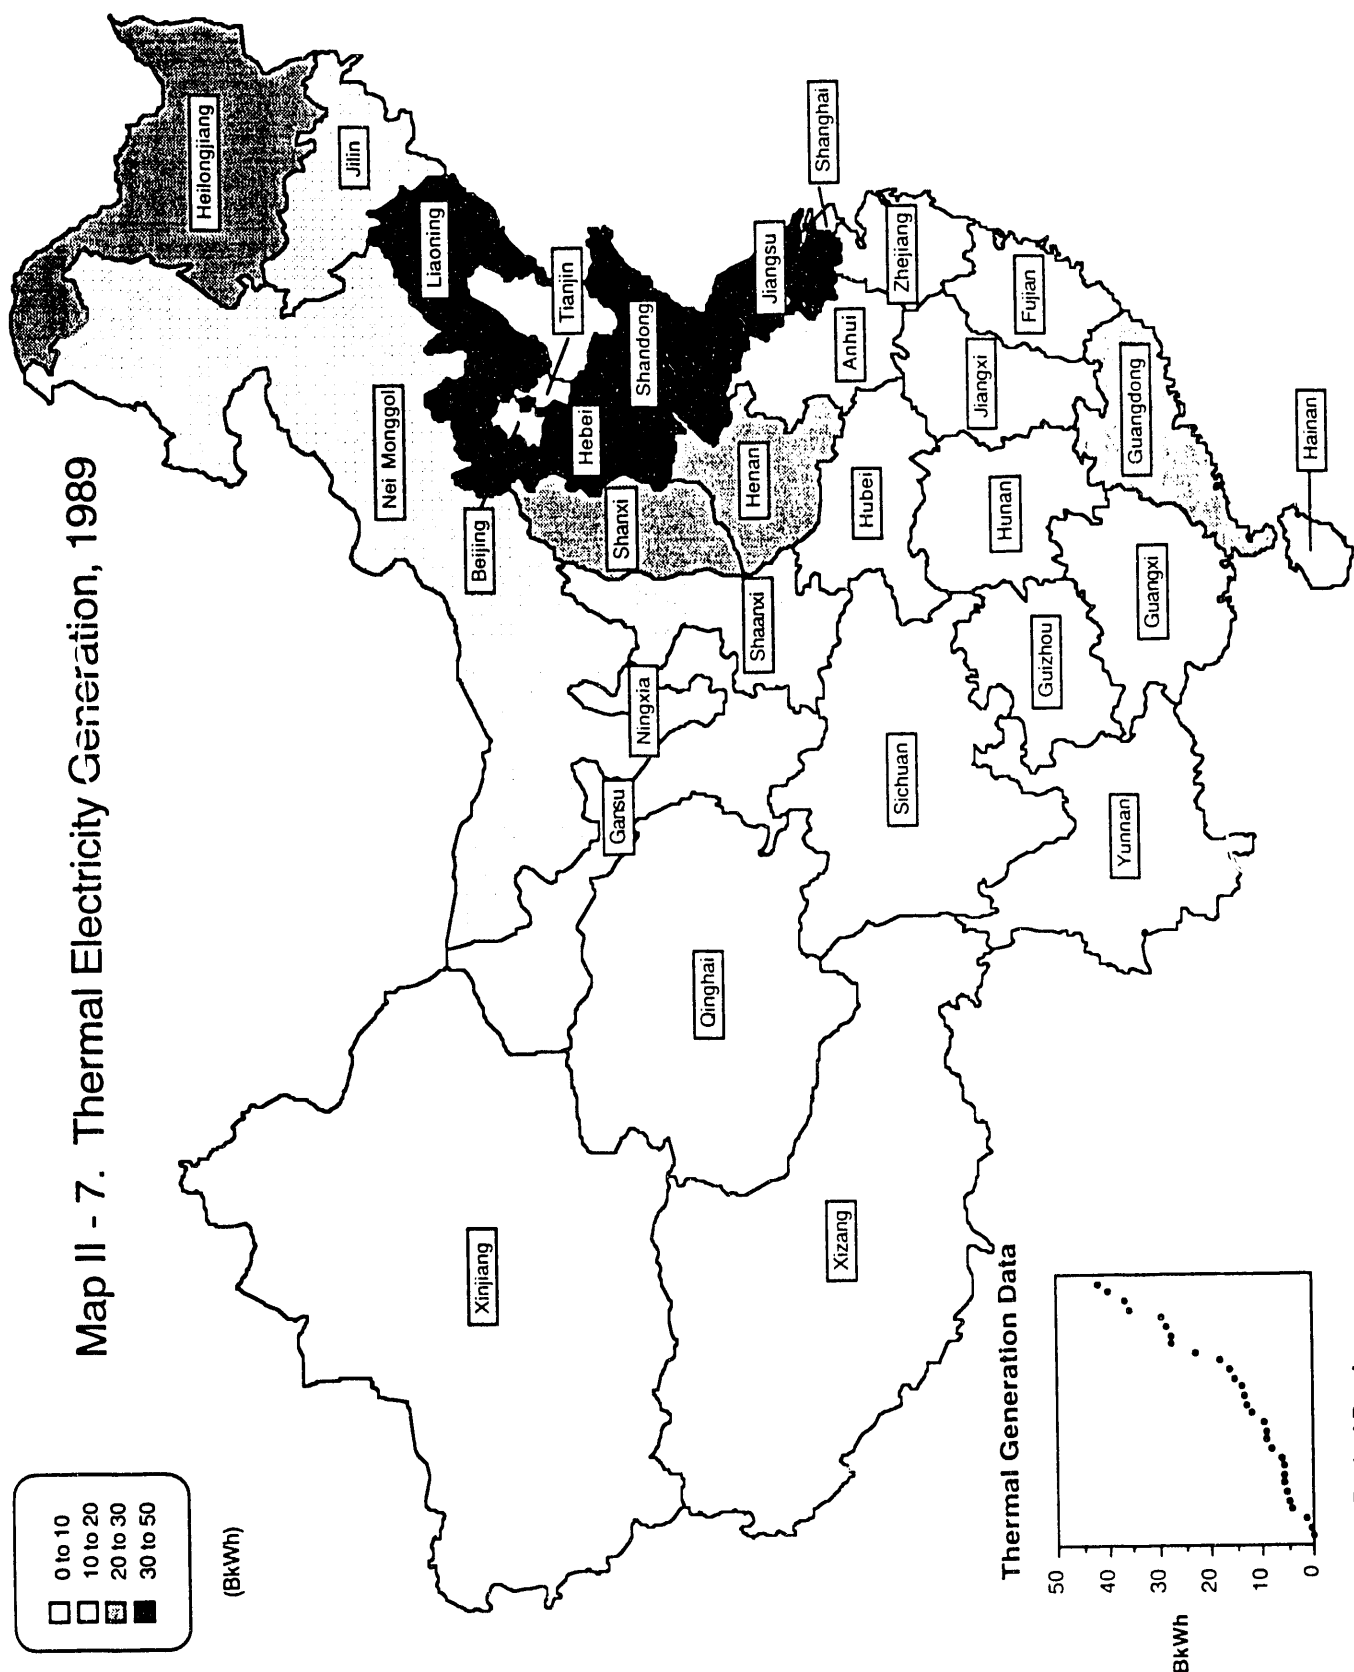 Map II - 7. Thermal Electricity Generation, 1989
0 to 10
10 to 20
20 to 30
30 to 50
(BkWh)
Heilongjiang
Jilin
Liaoning
Nei Monggol
Beijing
Tianjin
Hebei
Shandong
Shanxi
Henan
Jiangsu
Shanghai
Anhui
Zhejiang
Shaanxi
Ningxia
Gansu
Hubei
Jiangxi
Fujian
Hunan
Guangdong
Hainan
Guizhou
Guangxi
Sichuan
Yunnan
Qinghai
Xinjiang
Xizang
Thermal Generation Data
50
40
30
20
10
0
BkWh